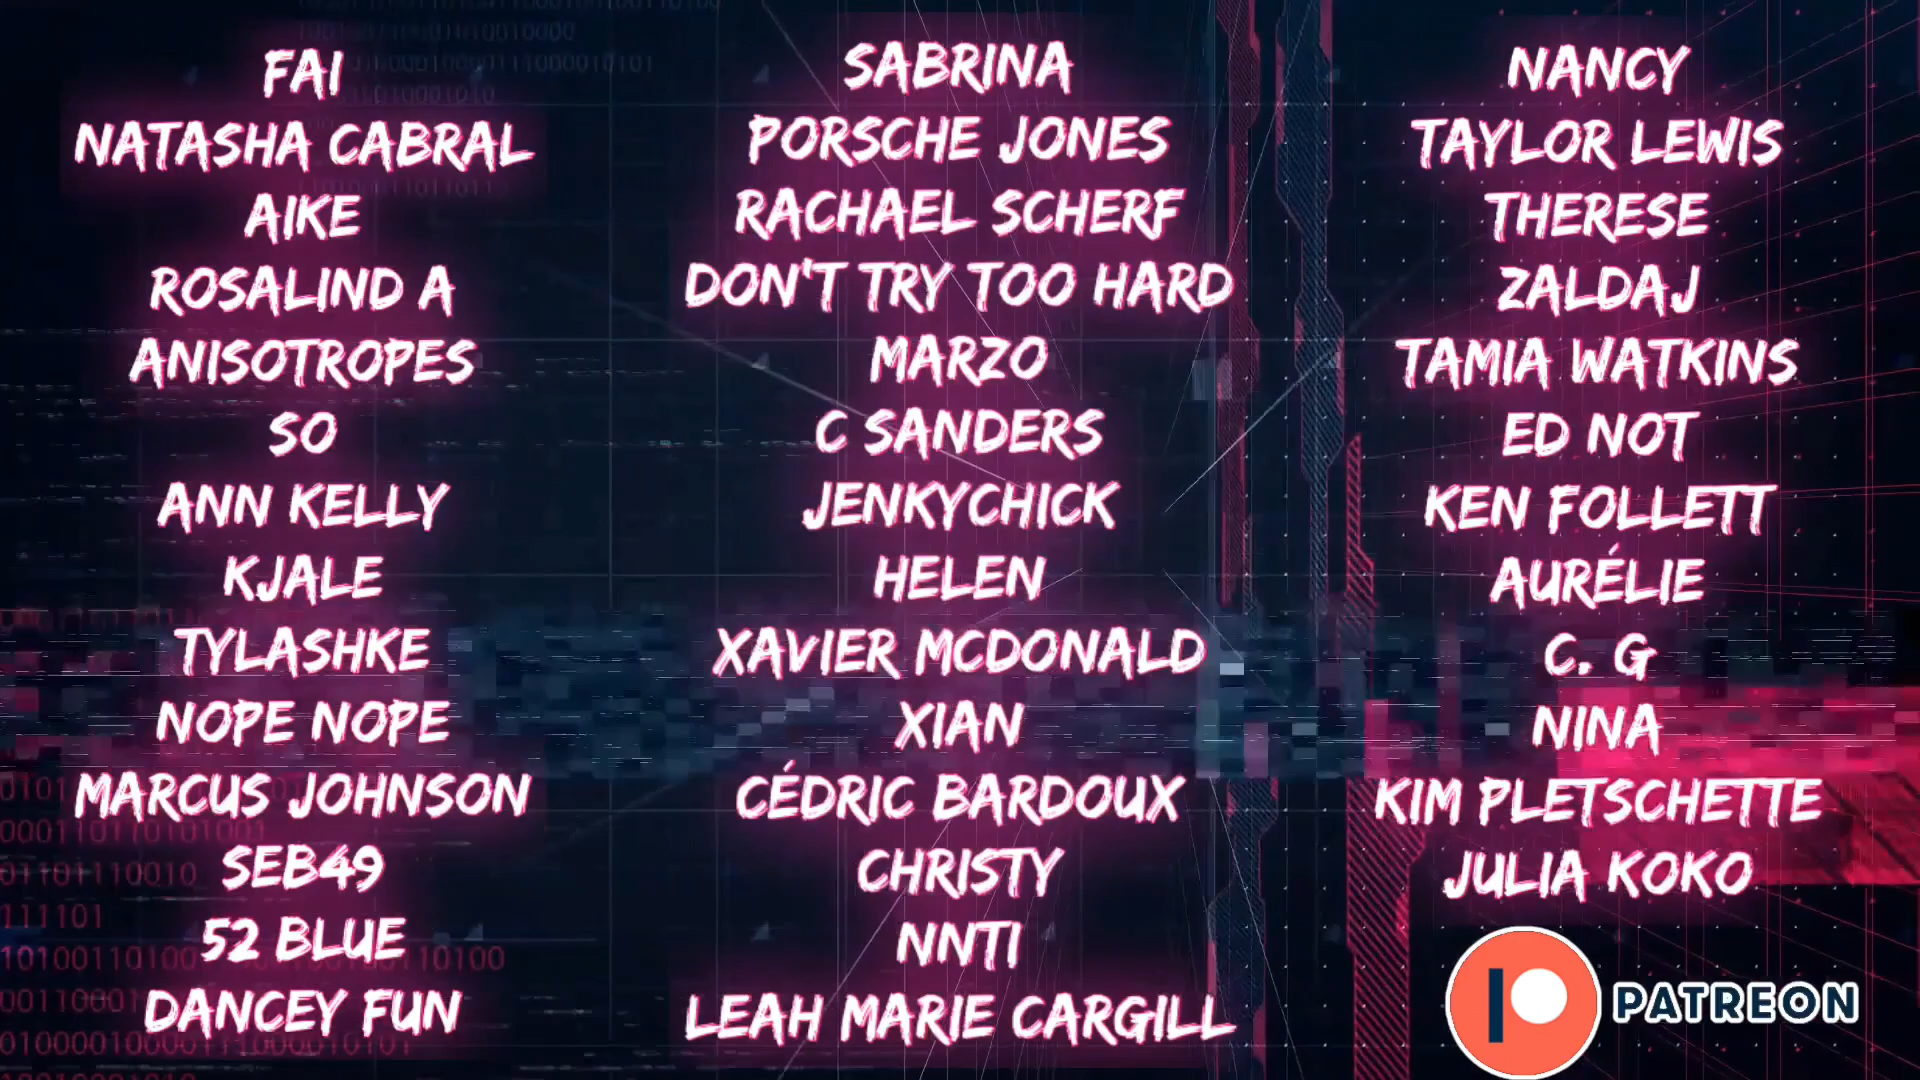 FAI
NATASHA CABRAL
AIKE
ROSALIND A
ANISOTROPES
SO
ANN KELLY
KJALE
TYLASHKE
NOPE NOPE
MARCUS JOHNSON
SEB49
52 BLUE
DANCEY FUN
SABRINA
PORSCHE JONES
RACHAEL SCHERF
DON'T TRY TOO HARD
MARZO
C SANDERS
JENKYCHICK
HELEN
XAVIER MCDONALD
XIAN
CÉDRIC BARDOUX
CHRISTY
NNTI
LEAH MARIE CARGILL
NANCY
TAYLOR LEWIS
THERESE
ZALDAJ
TAMIA WATKINS
ED NOT
KEN FOLLETT
AURÉLIE
C. G
NINA
KIM PLETSCHETTE
JULIA KOKO
PATREON